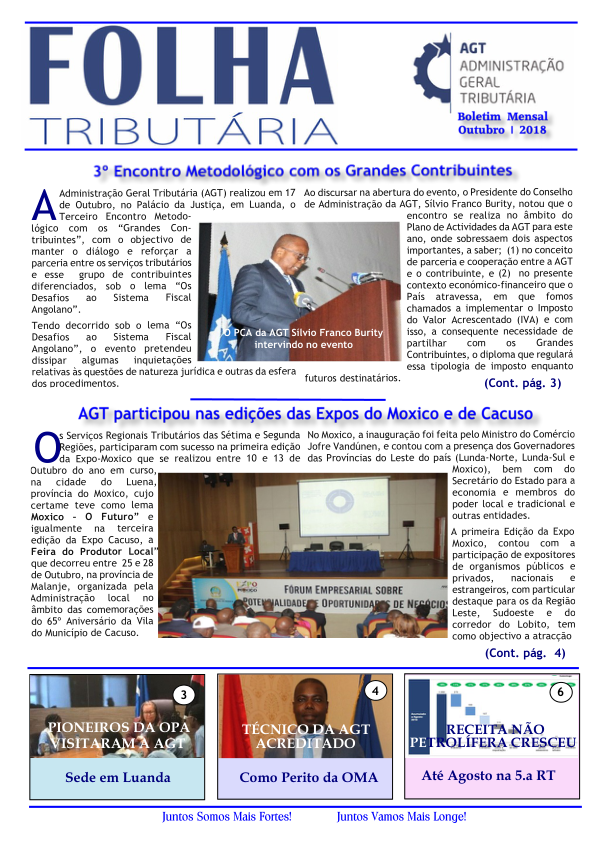 FOLHA
TRIBUTÁRIA
AGT
ADMINISTRAÇÃO
GERAL
TRIBUTÁRIA
Boletim Mensal
Outubro | 2018
3º Encontro Metodológico com os Grandes Contribuintes
A Administração Geral Tributária (AGT) realizou em 17
de Outubro, no Palácio da Justiça, em Luanda, o
Terceiro Encontro Metodo-
lógico com os “Grandes Con-
tribuintes”, com o objectivo de
manter o diálogo e reforçar a
parceria entre os serviços tributários
e esse grupo de contribuintes
diferenciados, sob o lema “Os
Desafios ao Sistema Fiscal
Angolano”.
Tendo decorrido sob o lema “Os
Desafios ao Sistema Fiscal
Angolano”, o evento pretendeu
dissipar algumas inquietações
relativas às questões de natureza jurídica e outras da esfera
dos procedimentos.
O PCA da AGT Silvio Franco Burity
intervindo no evento
Ao discursar na abertura do evento, o Presidente do Conselho
de Administração da AGT, Sílvio Franco Burity, notou que o
encontro se realiza no âmbito do
Plano de Actividades da AGT para este
ano, onde sobressaem dois aspectos
importantes, a saber; (1) no conceito
de parceria e cooperação entre a AGT
e o contribuinte, e (2) no presente
contexto económico-financeiro que o
País atravessa, em que fomos
chamados a implementar o Imposto
do Valor Acrescentado (IVA) e com
isso, a consequente necessidade de
partilhar com os Grandes
Contribuintes, o diploma que regulará
essa tipologia de imposto enquanto
futuros destinatários.
(Cont. pág. 3)
AGT participou nas edições das Expos do Moxico e de Cacuso
Os Serviços Regionais Tributários das Sétima e Segunda
Regiões, participaram com sucesso na primeira edição
da Expo-Moxico que se realizou entre 10 e 13 de
Outubro do ano em curso,
na cidade do Luena,
província do Moxico, cujo
certame teve como lema
Moxico – O Futuro” e
igualmente na terceira
edição da Expo Cacuso, a
Feira do Produtor Local”
que decorreu entre 25 e 28
de Outubro, na província de
Malanje, organizada pela
Administração local no
âmbito das comemorações
do 65º Aniversário da Vila
do Município de Cacuso.
EXPO
MOXICO
FÓRUM EMPRESARIAL SOBRE
POTENCIALIDADES E OPORTUNIDADES DE NEGÓCIOS
No Moxico, a inauguração foi feita pelo Ministro do Comércio
Jofre Vandúnen, e contou com a presença dos Governadores
das Províncias do Leste do país (Lunda-Norte, Lunda-Sul e
Moxico), bem como do
Secretário do Estado para a
economia e membros do
poder local e tradicional e
outras entidades.
A primeira Edição da Expo
Moxico, contou com a
participação de expositores
de organismos públicos e
privados, nacionais e
estrangeiros, com particular
destaque para os da Região
Leste, Sudoeste e do
corredor do Lobito, tem
como objectivo a atracção
(Cont. pág. 4)
3
PIONEIROS DA OPA
VISITARAM A AGT
Sede em Luanda
4
TÉCNICO DA AGT
ACREDITADO
Como Perito da OMA
6
RECEITA NÃO
PETROLÍFERA CRESCEU
Até Agosto na 5.a RT
Juntos Somos Mais Fortes! Juntos Vamos Mais Longe!